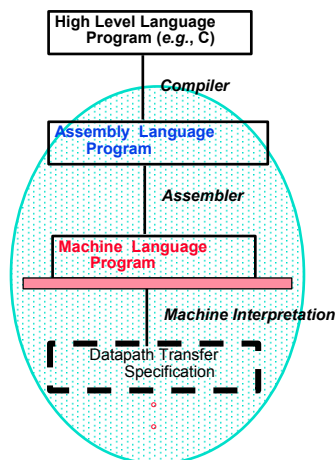 High Level Language
Program (e.g., C)
Compiler
Assembly Language
Program
Assembler
Machine Language
Program
Machine Interpretation
Datapath Transfer
Specification